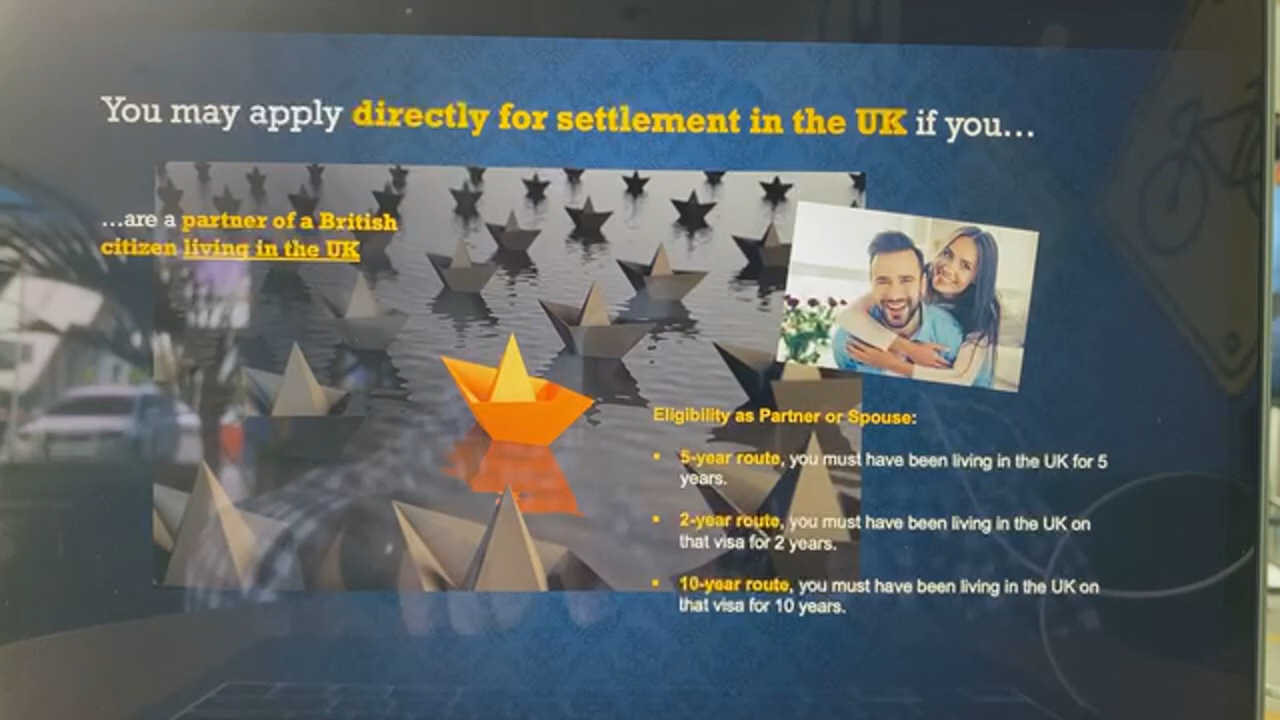 You may apply directly for settlement in the UK if you...
...are a partner of a British
citizen living in the UK
Eligibility as Partner or Spouse:
▪ 5-year route, you must have been living in the UK for 5
years.
▪ 2-year route, you must have been living in the UK on
that visa for 2 years.
▪ 10-year route, you must have been living in the UK on
that visa for 10 years.